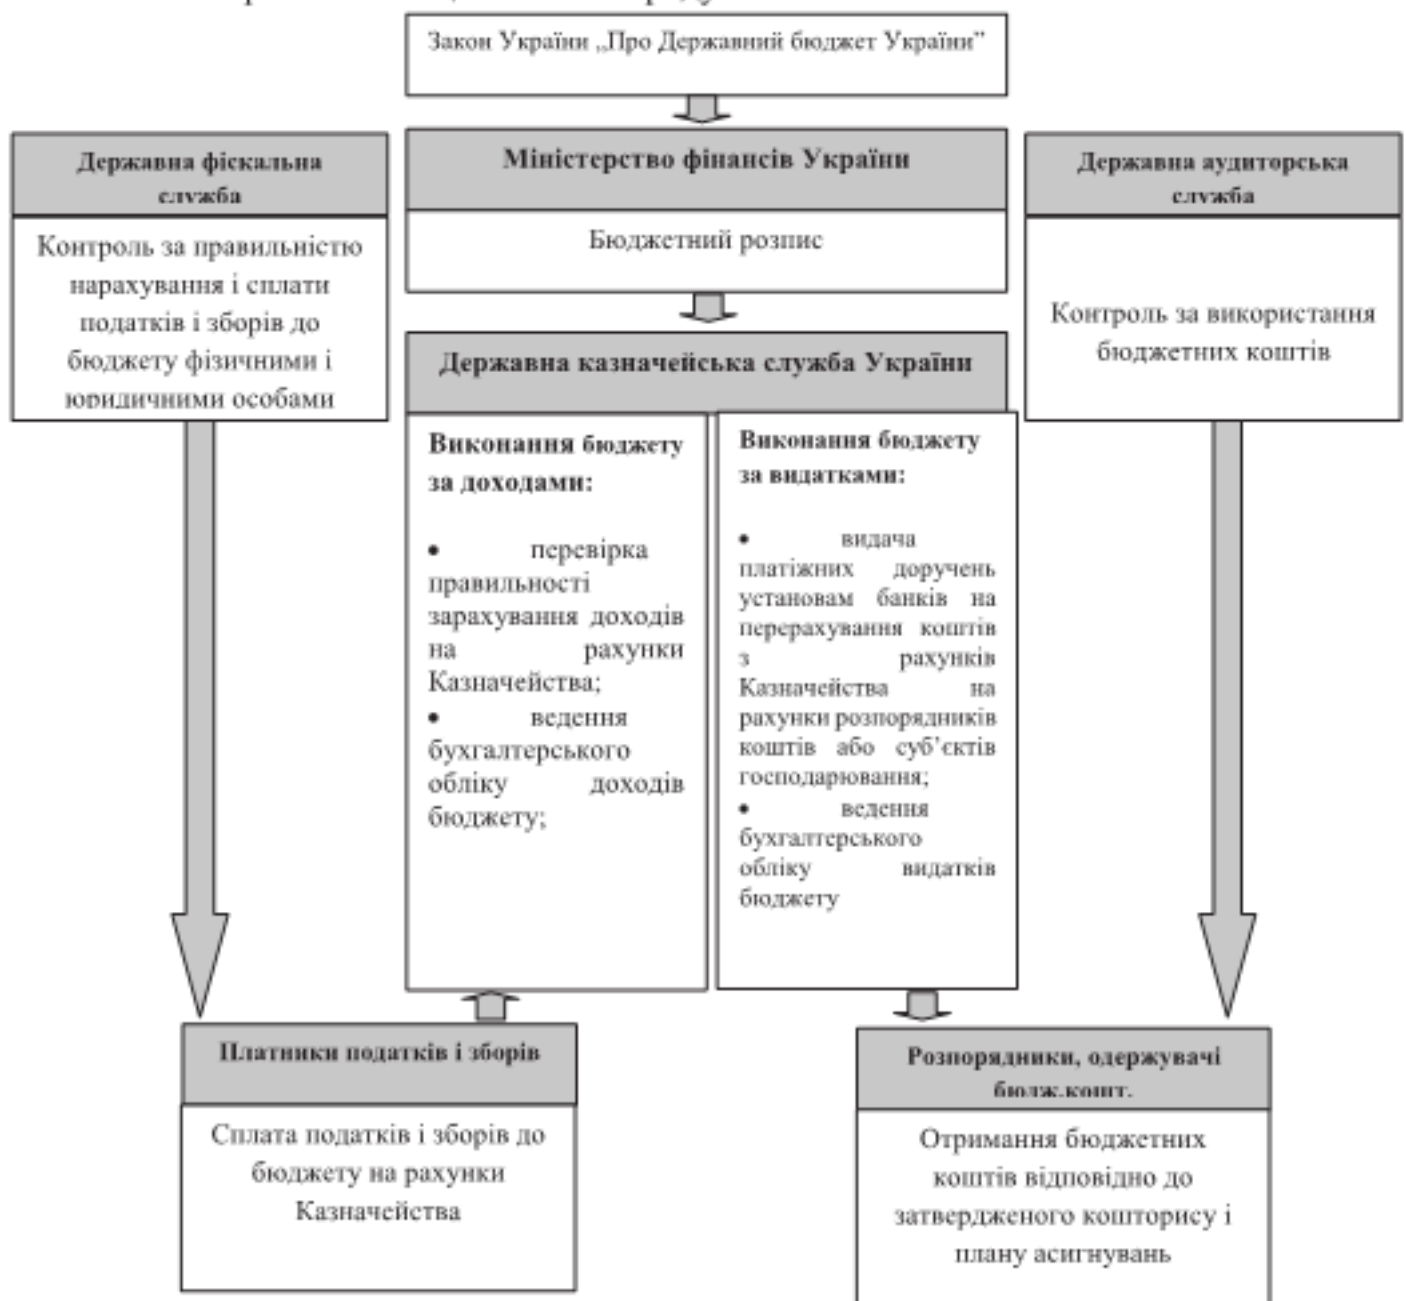 Закон України „Про Державний бюджет України”
Державна фіскальна
служба
Контроль за правильністю
нарахування і сплати
податків і зборів до
бюджету фізичними і
юридичними особами
Міністерство фінансів України
Бюджетний розпис
Державна аудиторська
служба
Контроль за використання
бюджетних коштів
Державна казначейська служба України
Виконання бюджету
за доходами:
• перевірка
правильності
зарахування доходів
на рахунки
Казначейства;
• ведення
бухгалтерського
обліку доходів
бюджету;
Виконання бюджету
за видатками:
• видача
платіжних доручень
установам банків на
перерахування коштів
з рахунків
Казначейства на
рахунки розпорядників
коштів або суб’єктів
господарювання;
• ведення
бухгалтерського
обліку видатків
бюджету
Платники податків і зборів
Сплата податків і зборів до
бюджету на рахунки
Казначейства
Розпорядники, одержувачі
бюдж.кошт.
Отримання бюджетних
коштів відповідно до
затвердженого кошторису і
плану асигнувань